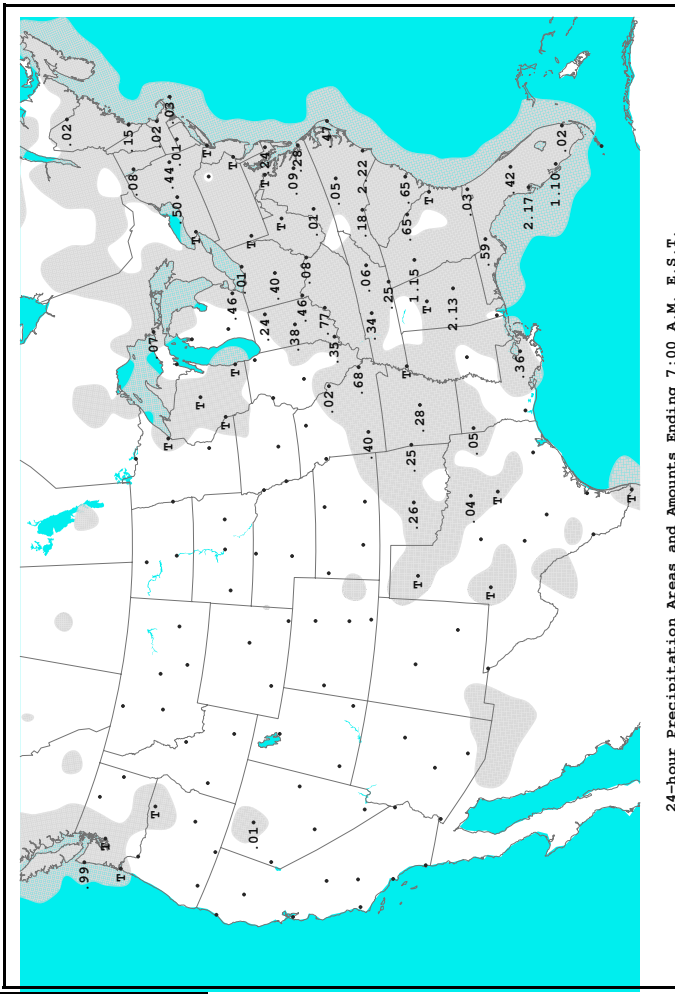 .02
.99
T
T
.15
.08
.07
T
.02
T
.44
.03
.50
.01
T
T
T
T
T
.46
T
.01
T
.01
.24
T
.24
.40
T
.38
.09
.28
.46
.08
.01
.77
.47
.02
.35
.05
.68
.18
2.22
.06
.40
.34
.25
.65
.65
T
.25
.26
1.15
T
.28
T
T
2.13
.03
.04
.05
.59
T
T
.42
.36
2.17
1.10
.02
T
24-hour Precipitation Areas and Amounts Ending 7:00 A.M. E.S.T.